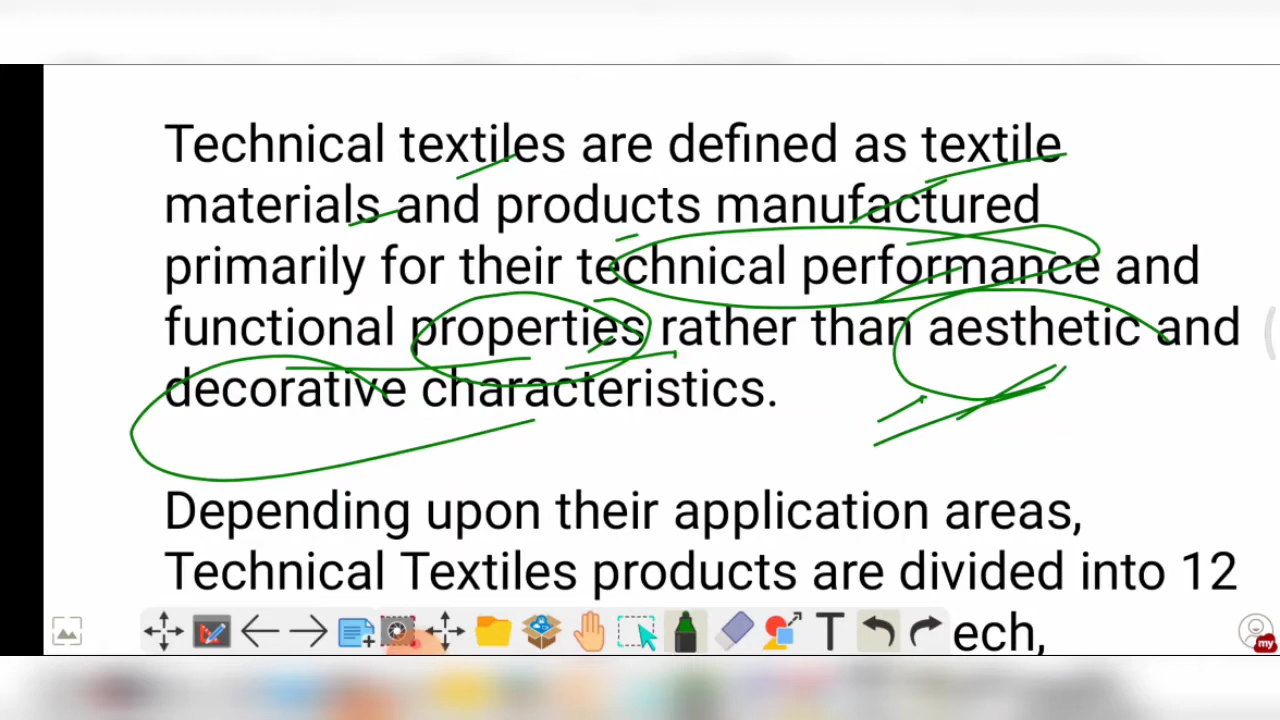 Technical textiles are defined as textile
materials and products manufactured
primarily for their technical performance and
functional properties rather than aesthetic and
decorative characteristics.
Depending upon their application areas,
Technical Textiles products are divided into 12
ech,
T
my